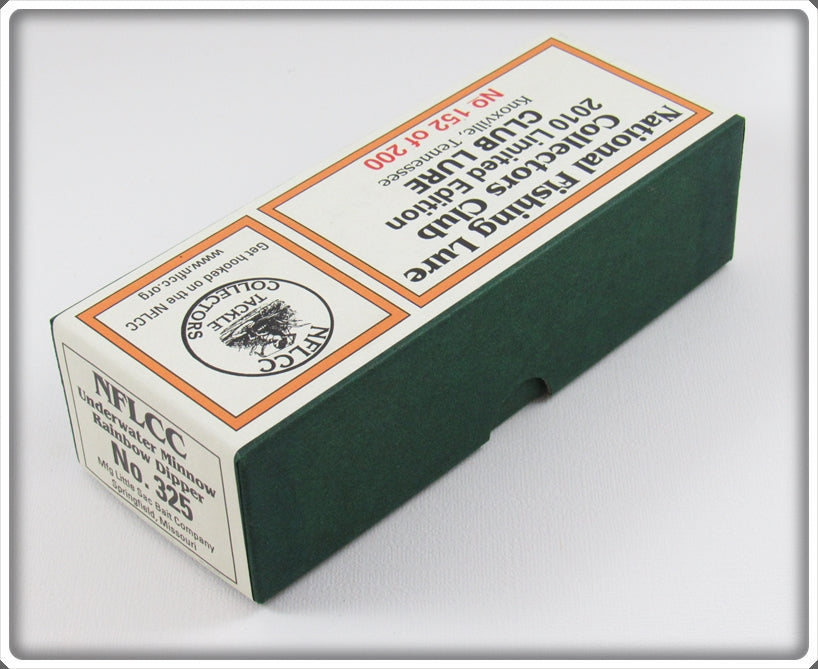 National Fishing Lure
Collectors Club
2010 Limited Edition
CLUB LURE
Knoxville, Tennessee
No 152 of 200
Get hooked on the NFLCC
www.nflcc.org
NFLCC
TACKLE
COLLECTORS
NFLCC
Underwater Minnow
Rainbow Dipper
No. 325
Mfg Little Sac Bait Company
Springfield, Missouri